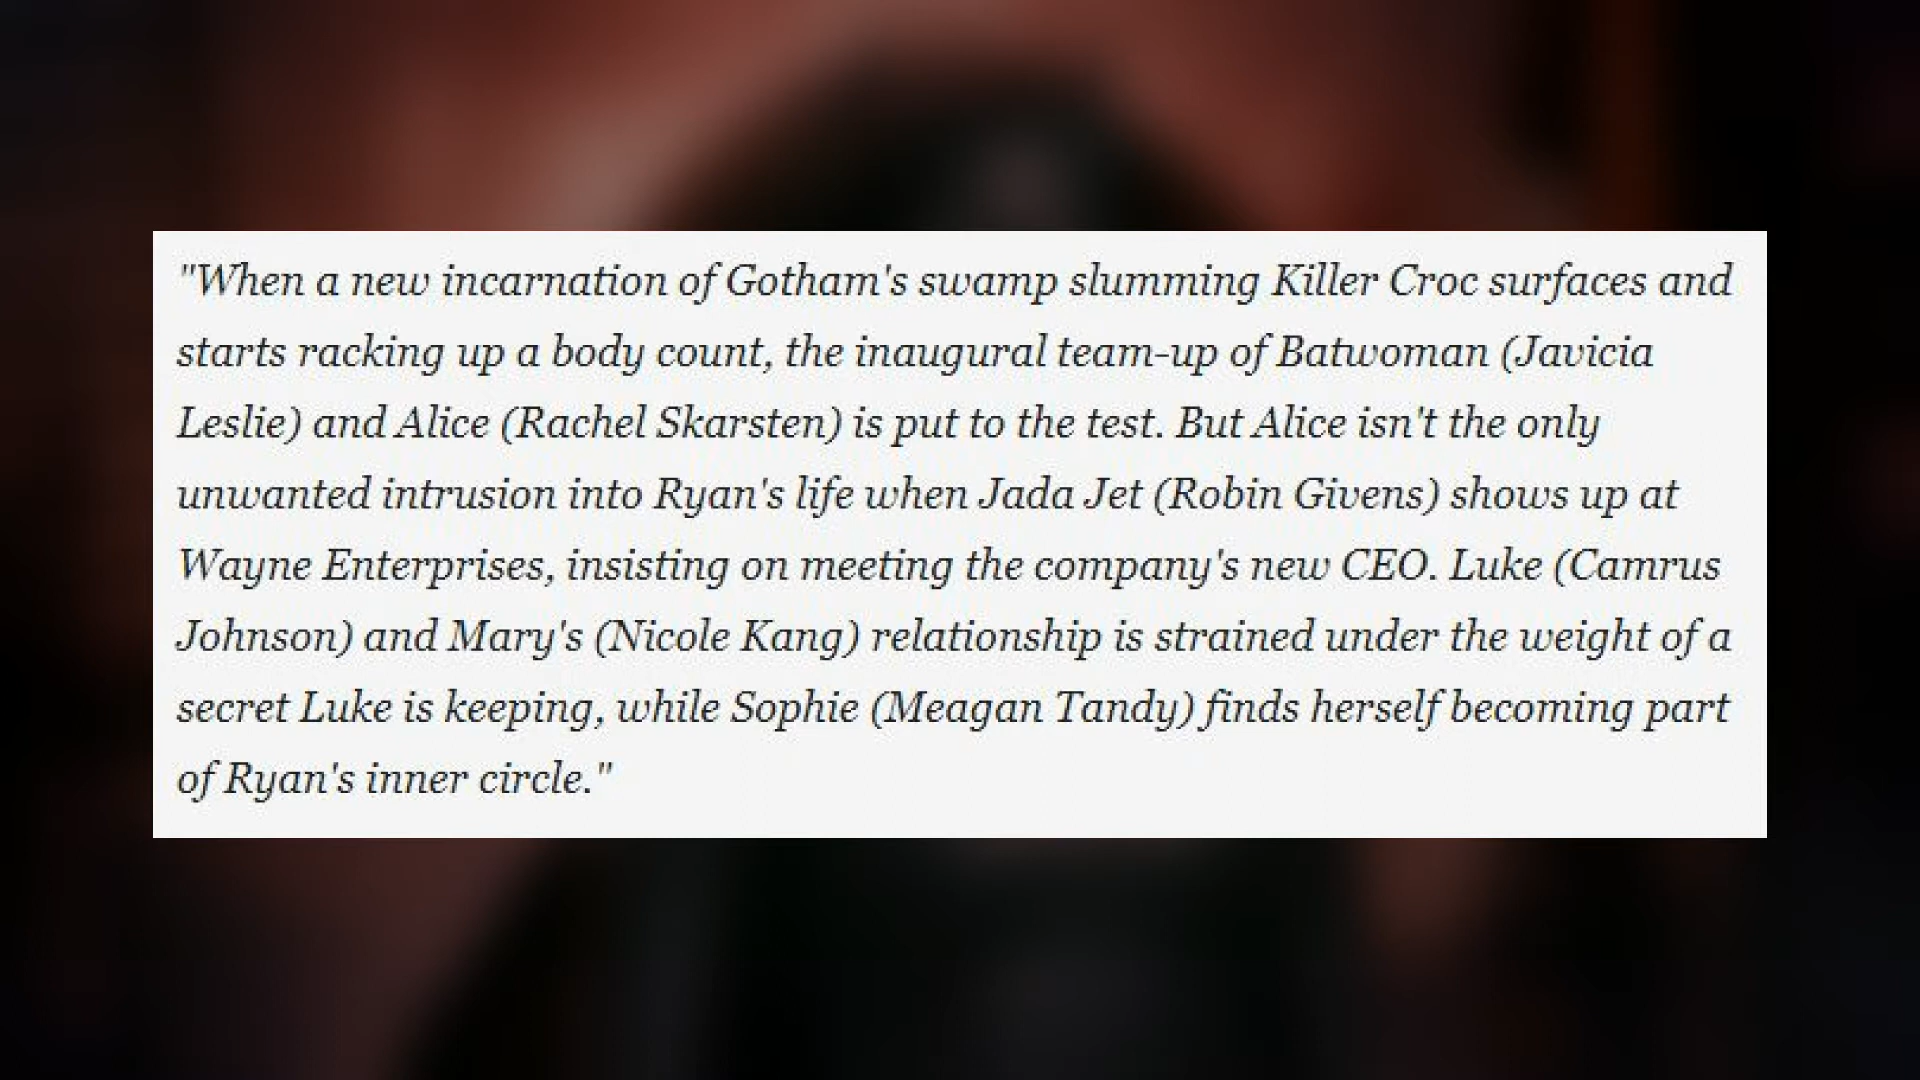 "When a new incarnation of Gotham's swamp slumming Killer Croc surfaces and
starts racking up a body count, the inaugural team-up of Batwoman (Javicia
Leslie) and Alice (Rachel Skarsten) is put to the test. But Alice isn't the only
unwanted intrusion into Ryan's life when Jada Jet (Robin Givens) shows up at
Wayne Enterprises, insisting on meeting the company's new CEO. Luke (Camrus
Johnson) and Mary's (Nicole Kang) relationship is strained under the weight of a
secret Luke is keeping, while Sophie (Meagan Tandy) finds herself becoming part
of Ryan's inner circle."